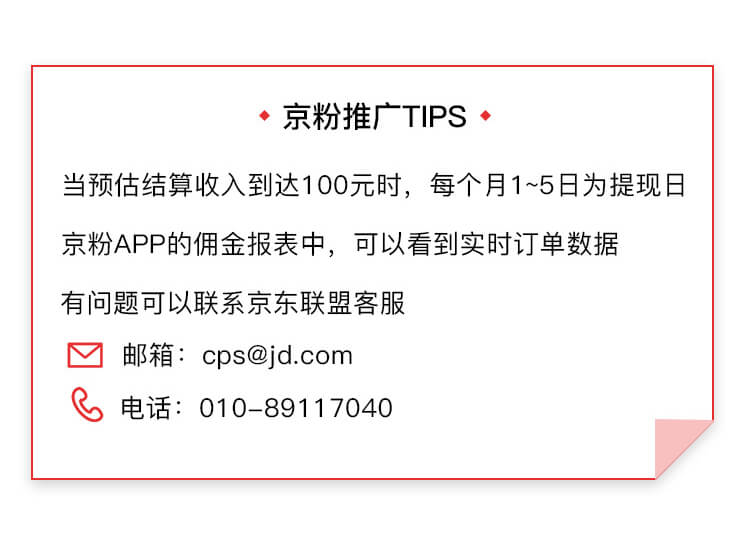 京粉推广TIPS
当预估结算收入到达100元时，每个月1~5日为提现日
京粉APP的佣金报表中，可以看到实时订单数据
有问题可以联系京东联盟客服
邮箱：cps@jd.com
电话：010-89117040